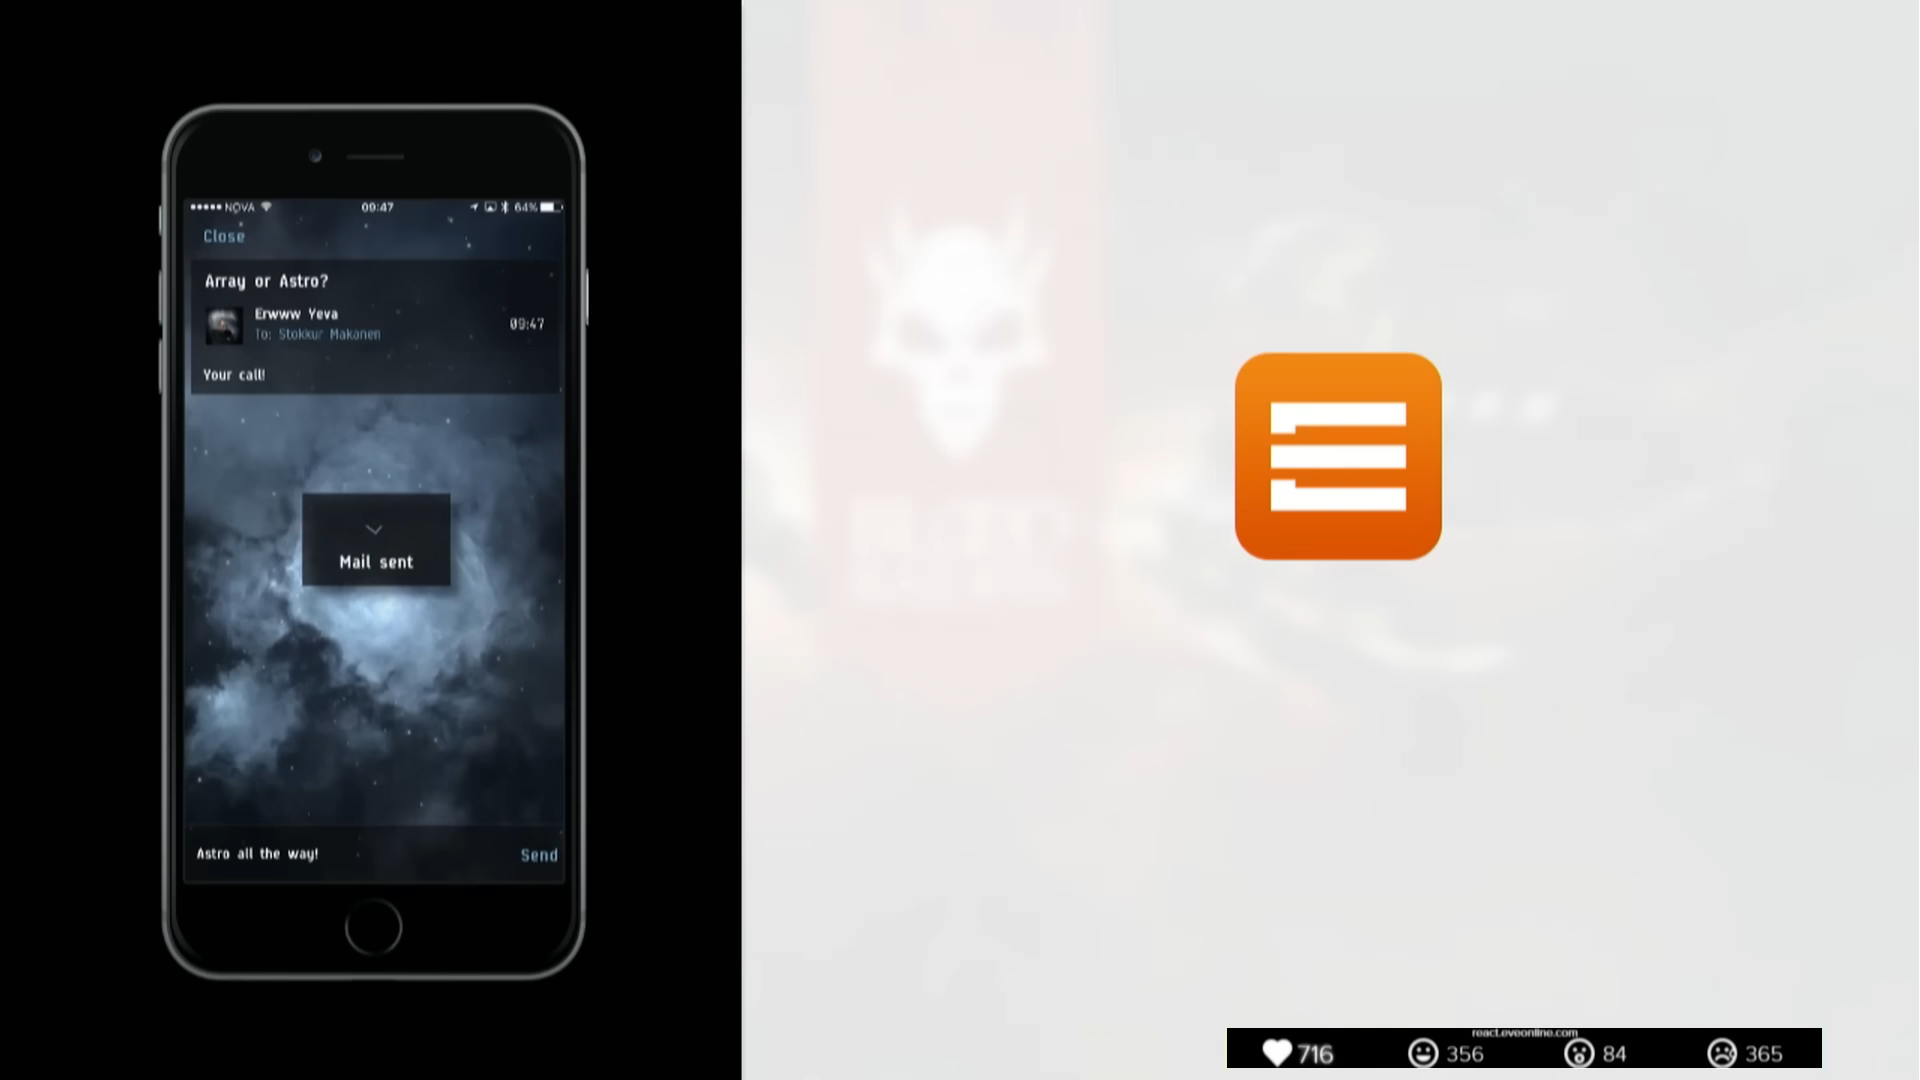 NOVA 09:47 64%
Close
Array or Astro?
Erwww Yeva
To: Stokkur Makanen
09:47
Your call!
Mail sent
Astro all the way!
Send
react.eveonline.com
716 356 84 365